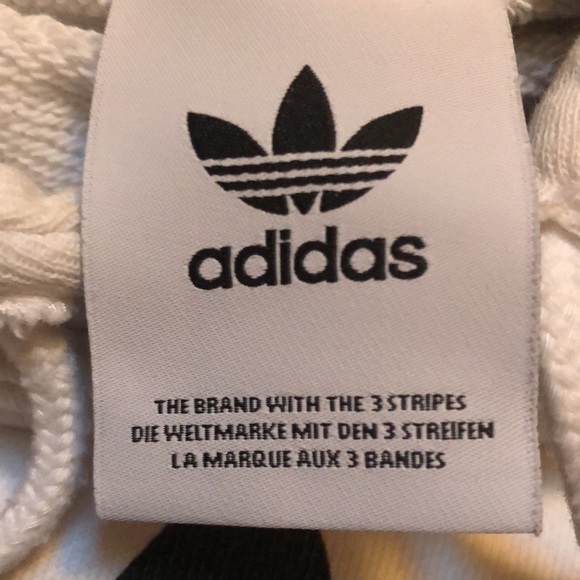 adidas
THE BRAND WITH THE 3 STRIPES
DIE WELTMARKE MIT DEN 3 STREIFEN
LA MARQUE AUX 3 BANDES